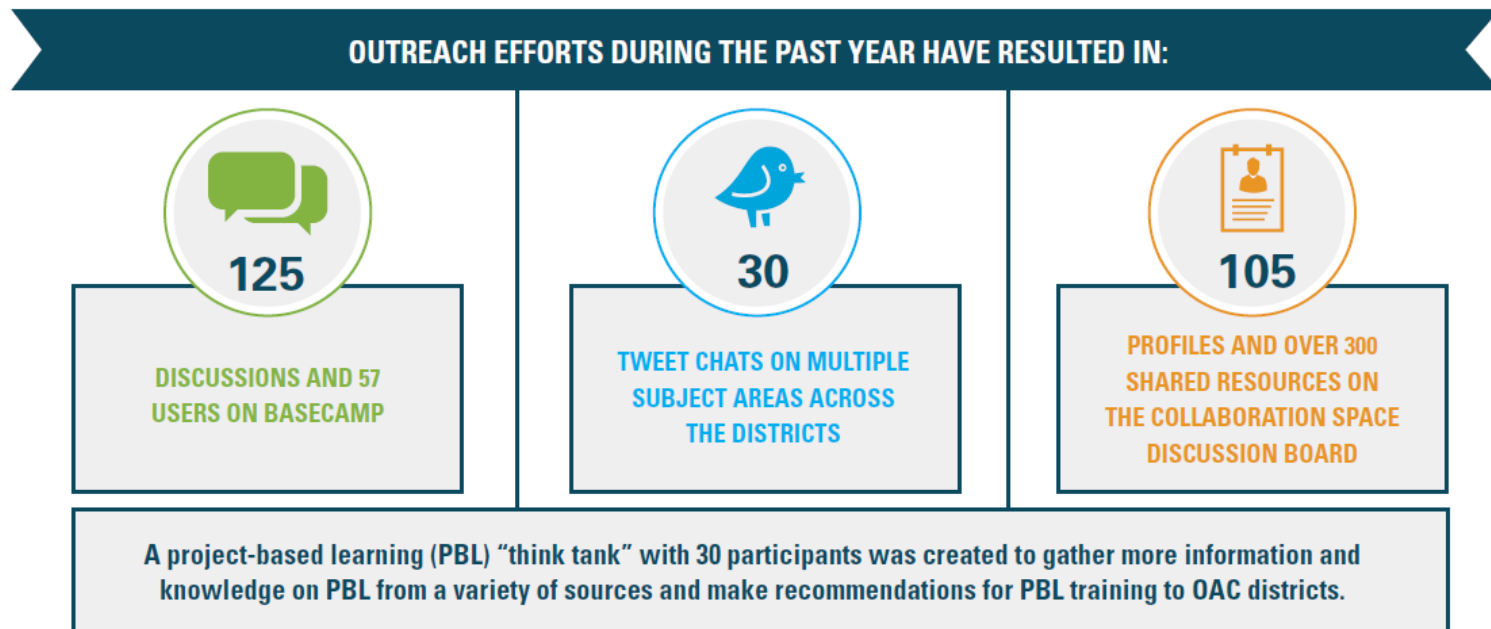 OUTREACH EFFORTS DURING THE PAST YEAR HAVE RESULTED IN:
125
DISCUSSIONS AND 57
USERS ON BASECAMP
30
TWEET CHATS ON MULTIPLE
SUBJECT AREAS ACROSS
THE DISTRICTS
105
PROFILES AND OVER 300
SHARED RESOURCES ON
THE COLLABORATION SPACE
DISCUSSION BOARD
A project-based learning (PBL) “think tank” with 30 participants was created to gather more information and
knowledge on PBL from a variety of sources and make recommendations for PBL training to OAC districts.